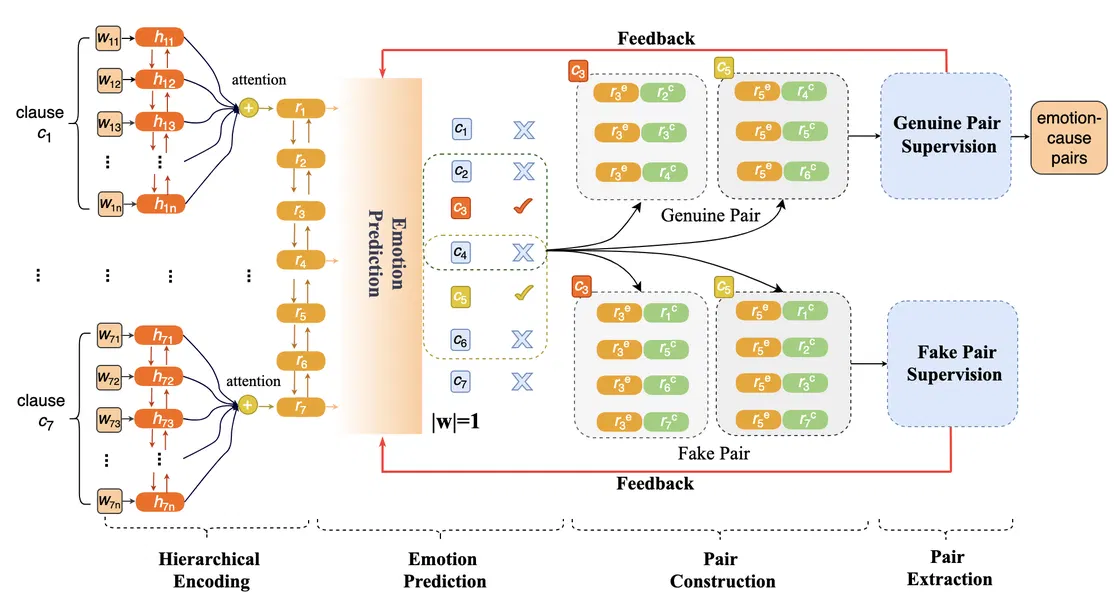 clause
c1
w11
h11
w12
h12
w13
h13
...
...
w1n
h1n
attention
+
r1
r2
r3
r4
r5
r6
r7
...
...
...
...
clause
c7
w71
h71
w72
h72
w73
h73
...
...
w7n
h7n
attention
+
Emotion
Prediction
c1
c2
c3
c4
c5
c6
c7
|w|=1
Feedback
c3
r3e r2c
r3e r3c
r3e r4c
c5
r5e r4c
r5e r5c
r5e r6c
Genuine Pair
Genuine Pair
Supervision
emotion-
cause
pairs
c3
r3e r1c
r3e r5c
r3e r6c
r3e r7c
c5
r5e r1c
r5e r2c
r5e r3c
r5e r7c
Fake Pair
Fake Pair
Supervision
Feedback
Hierarchical
Encoding
Emotion
Prediction
Pair
Construction
Pair
Extraction